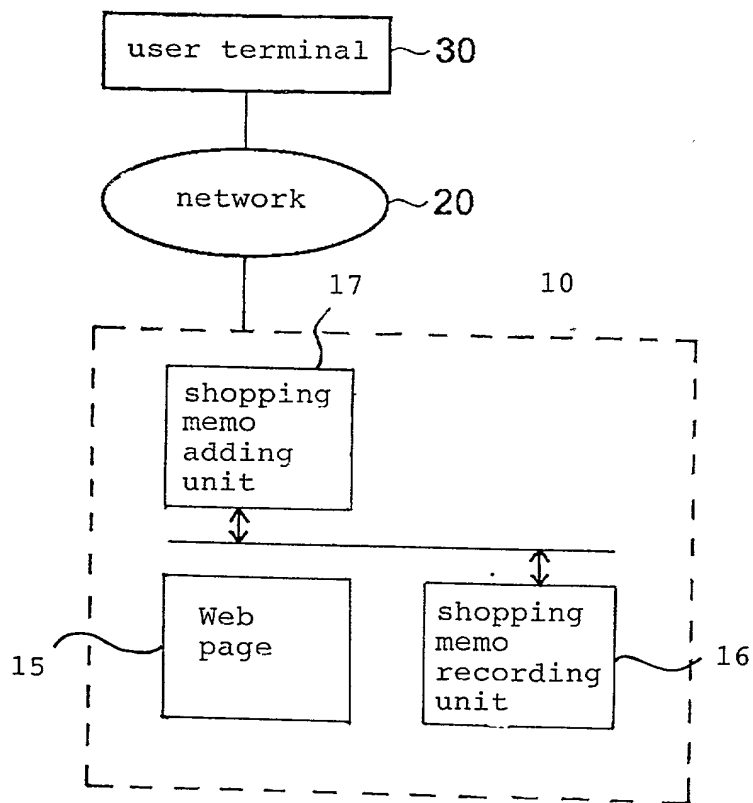 user terminal
30
network
20
17
10
shopping
memo
adding
unit
Web
page
15
shopping
memo
recording
unit
16